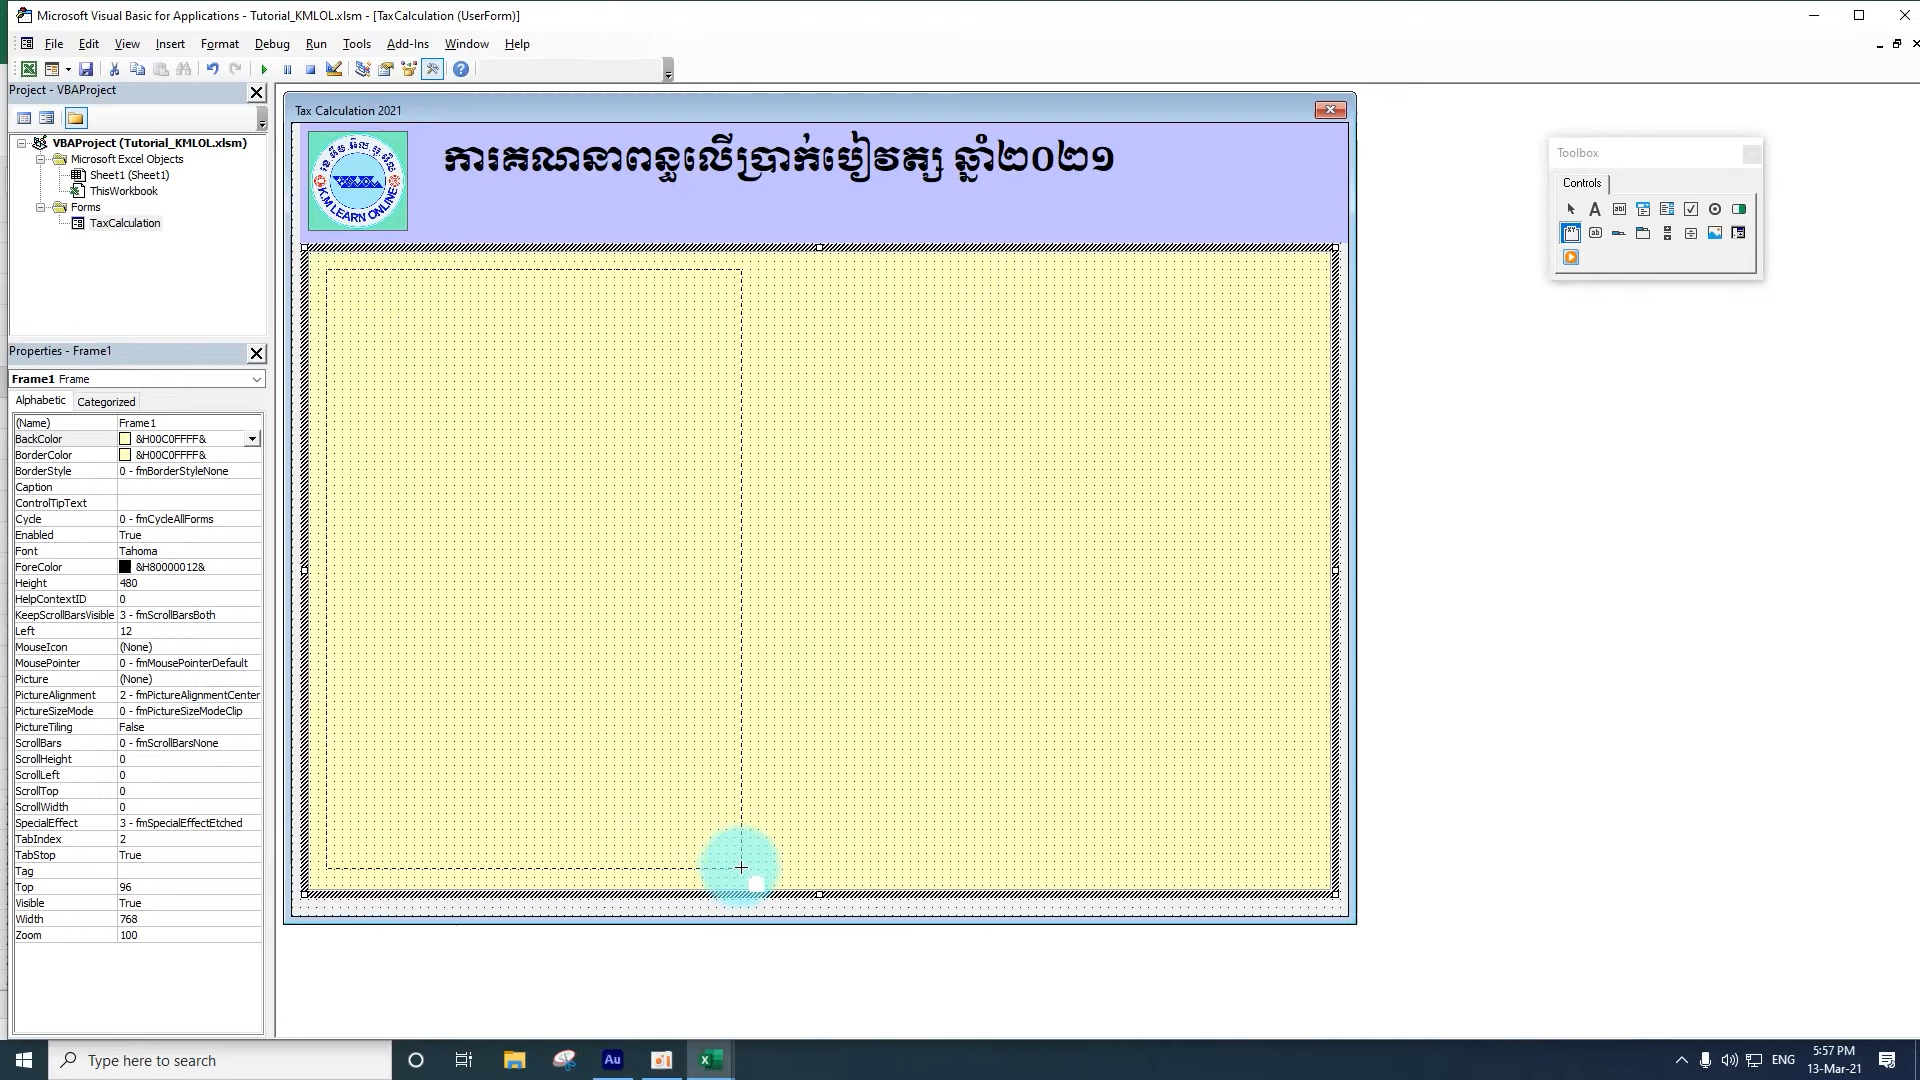 Microsoft Visual Basic for Applications - Tutorial_KMLOL.xlsm - [TaxCalculation (UserForm)]
File Edit View Insert Format Debug Run Tools Add-Ins Window Help
Project - VBAProject
VBAProject (Tutorial_KMLOL.xlsm)
Microsoft Excel Objects
Sheet1 (Sheet1)
ThisWorkbook
Forms
TaxCalculation
Properties - Frame1
Frame1 Frame
Alphabetic Categorized
(Name) Frame1
BackColor &H00C0FFFF&
BorderColor &H00C0FFFF&
BorderStyle 0 - fmBorderStyleNone
Caption
ControlTipText
Cycle 0 - fmCycleAllForms
Enabled True
Font Tahoma
ForeColor &H80000012&
Height 480
HelpContextID 0
KeepScrollBarsVisible 3 - fmScrollBarsBoth
Left 12
MouseIcon (None)
MousePointer 0 - fmMousePointerDefault
Picture (None)
PictureAlignment 2 - fmPictureAlignmentCenter
PictureSizeMode 0 - fmPictureSizeModeClip
PictureTiling False
ScrollBars 0 - fmScrollBarsNone
ScrollHeight 0
ScrollLeft 0
ScrollTop 0
ScrollWidth 0
SpecialEffect 3 - fmSpecialEffectEtched
TabIndex 2
TabStop True
Tag
Top 96
Visible True
Width 768
Zoom 100
Tax Calculation 2021
ការគណនាពន្ធលើប្រាក់បៀវត្ស ឆ្នាំ២០២១
K.M LEARN ONLINE
Toolbox
Controls
Type here to search
Au
ENG
5:57 PM
13-Mar-21